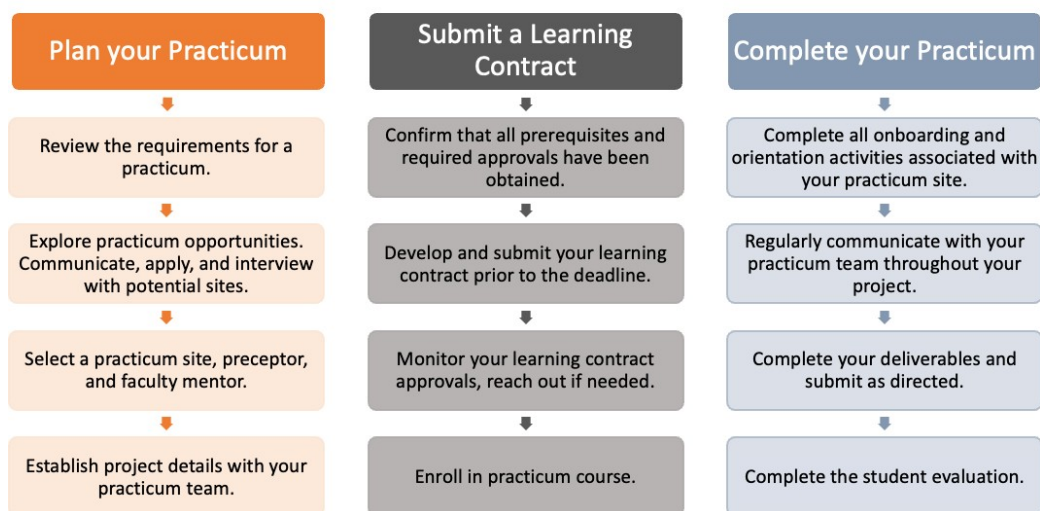 Plan your Practicum
Review the requirements for a
practicum.
Explore practicum opportunities.
Communicate, apply, and interview
with potential sites.
Select a practicum site, preceptor,
and faculty mentor.
Establish project details with your
practicum team.
Submit a Learning
Contract
Confirm that all prerequisites and
required approvals have been
obtained.
Develop and submit your learning
contract prior to the deadline.
Monitor your learning contract
approvals, reach out if needed.
Enroll in practicum course.
Complete your Practicum
Complete all onboarding and
orientation activities associated with
your practicum site.
Regularly communicate with your
practicum team throughout your
project.
Complete your deliverables and
submit as directed.
Complete the student evaluation.